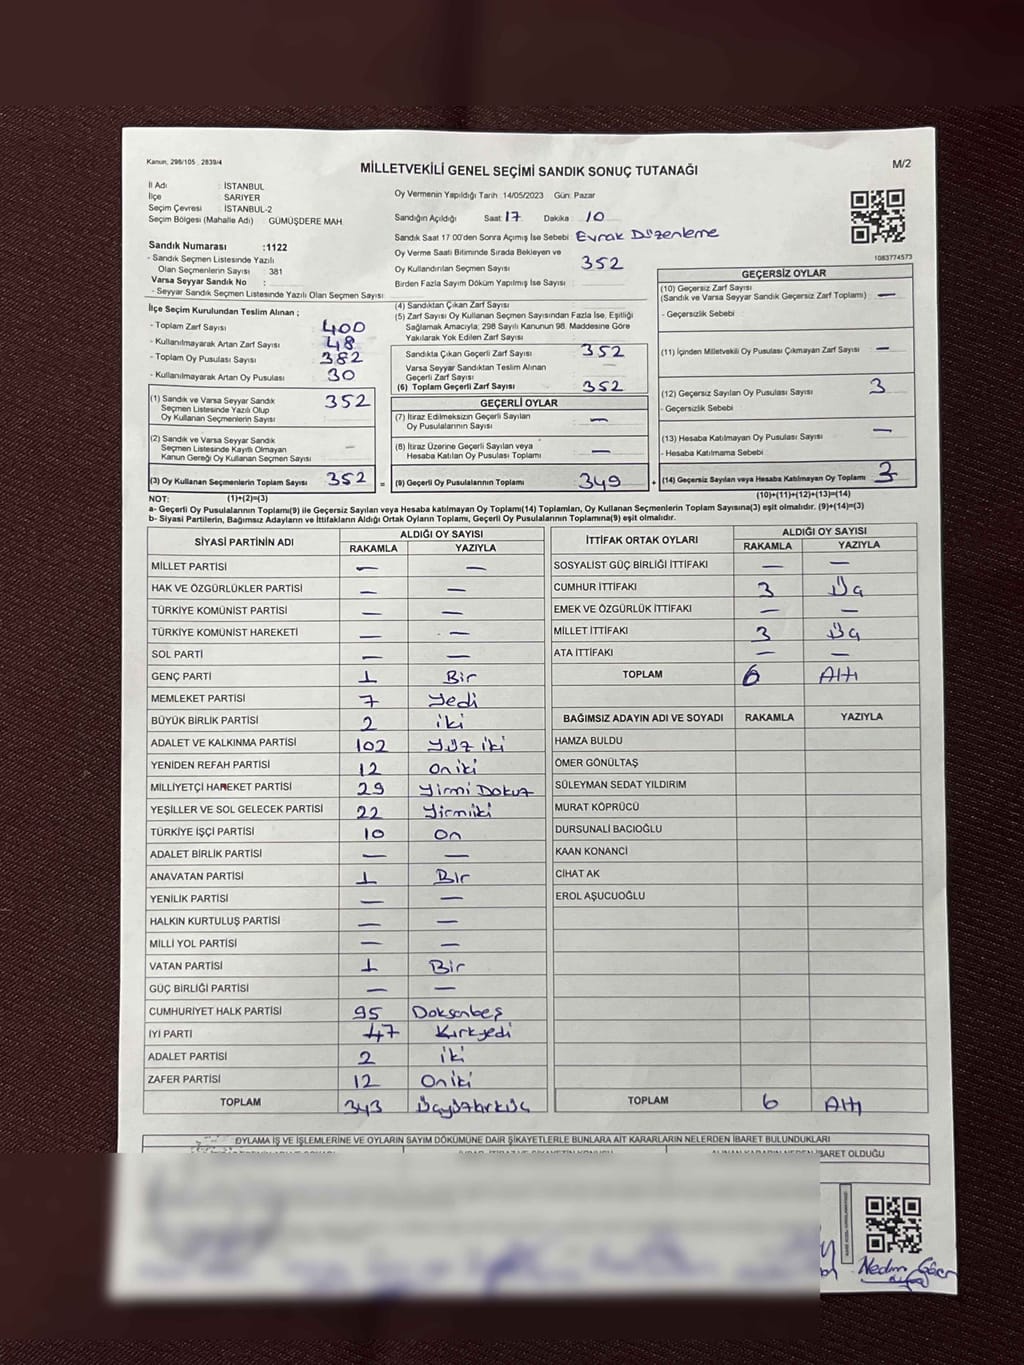 Kanun, 298/105 , 2839/4
MİLLETVEKİLİ GENEL SEÇİMİ SANDIK SONUÇ TUTANAĞI
M/2
İl Adı : İSTANBUL
İlçe : SARIYER
Seçim Çevresi : İSTANBUL-2
Seçim Bölgesi (Mahalle Adı) GÜMÜŞDERE MAH.
Oy Vermenin Yapıldığı Tarih 14/05/2023 Gün: Pazar
Sandığın Açıldığı Saat 17 Dakika 10
Sandık Saat 17 00'den Sonra Açımış İse Sebebi Evrak Düzenleme
Oy Verme Saati Bitiminde Sırada Bekleyen ve
Oy Kullandırılan Seçmen Sayısı 352
Birden Fazla Sayım Döküm Yapılmış İse Sayısı :
1083774573
Sandık Numarası :1122
- Sandık Seçmen Listesinde Yazılı
Olan Seçmenlerin Sayısı : 381
Varsa Seyyar Sandık No :
- Seyyar Sandık Seçmen Listesinde Yazılı Olan Seçmen Sayısı
İlçe Seçim Kurulundan Teslim Alınan ;
- Toplam Zarf Sayısı 400
- Kullanılmayarak Artan Zarf Sayısı 48
- Toplam Oy Pusulası Sayısı 382
- Kullanılmayarak Artan Oy Pusulası 30
(1) Sandık ve Varsa Seyyar Sandık
Seçmen Listesinde Yazılı Olup
Oy Kullanan Seçmenlerin Sayısı 352
(2) Sandık ve Varsa Seyyar Sandık
Seçmen Listesinde Kayıtlı Olmayan
Kanun Gereği Oy Kullanan Seçmen Sayısı —
(3) Oy Kullanan Seçmenlerin Toplam Sayısı 352 =
(4) Sandıktan Çıkan Zarf Sayısı
(5) Zarf Sayısı Oy Kullanan Seçmen Sayısından Fazla İse, Eşitliği
Sağlamak Amacıyla; 298 Sayılı Kanunun 98. Maddesine Göre
Yakılarak Yok Edilen Zarf Sayısı
Sandıkta Çıkan Geçerli Zarf Sayısı 352
Varsa Seyyar Sandıktan Teslim Alınan
Geçerli Zarf Sayısı —
(6) Toplam Geçerli Zarf Sayısı 352
GEÇERLİ OYLAR
(7) İtiraz Edilmeksizin Geçerli Sayılan
Oy Pusulalarının Sayısı —
(8) İtiraz Üzerine Geçerli Sayılan veya
Hesaba Katılan Oy Pusulası Toplamı —
(9) Geçerli Oy Pusulalarının Toplamı 349 +
GEÇERSİZ OYLAR
(10) Geçersiz Zarf Sayısı
(Sandık ve Varsa Seyyar Sandık Geçersiz Zarf Toplamı) —
- Geçersizlik Sebebi
(11) İçinden Milletvekili Oy Pusulası Çıkmayan Zarf Sayısı —
(12) Geçersiz Sayılan Oy Pusulası Sayısı 3
- Geçersizlik Sebebi
(13) Hesaba Katılmayan Oy Pusulası Sayısı —
- Hesaba Katılmama Sebebi
(14) Geçersiz Sayılan veya Hesaba Katılmayan Oy Toplamı 3
NOT: (1)+(2)=(3) (10)+(11)+(12)+(13)=(14)
a- Geçerli Oy Pusulalarının Toplamı(9) ile Geçersiz Sayılan veya Hesaba katılmayan Oy Toplamı(14) Toplamları, Oy Kullanan Seçmenlerin Toplam Sayısına(3) eşit olmalıdır. (9)+(14)=(3)
b- Siyasi Partilerin, Bağımsız Adayların ve İttifakların Aldığı Ortak Oyların Toplamı, Geçerli Oy Pusulalarının Toplamına(9) eşit olmalıdır.
SİYASİ PARTİNİN ADI ALDIĞI OY SAYISI
RAKAMLA YAZIYLA
MİLLET PARTİSİ — —
HAK VE ÖZGÜRLÜKLER PARTİSİ — —
TÜRKİYE KOMÜNİST PARTİSİ — —
TÜRKİYE KOMÜNİST HAREKETİ — —
SOL PARTİ — —
GENÇ PARTİ 1 Bir
MEMLEKET PARTİSİ 7 Yedi
BÜYÜK BİRLİK PARTİSİ 2 iki
ADALET VE KALKINMA PARTİSİ 102 Yüz iki
YENİDEN REFAH PARTİSİ 12 Oniki
MİLLİYETÇİ HAREKET PARTİSİ 29 Yirmi Dokuz
YEŞİLLER VE SOL GELECEK PARTİSİ 22 Yirmiiki
TÜRKİYE İŞÇİ PARTİSİ 10 On
ADALET BİRLİK PARTİSİ — —
ANAVATAN PARTİSİ 1 Bir
YENİLİK PARTİSİ — —
HALKIN KURTULUŞ PARTİSİ — —
MİLLİ YOL PARTİSİ — —
VATAN PARTİSİ 1 Bir
GÜÇ BİRLİĞİ PARTİSİ — —
CUMHURİYET HALK PARTİSİ 95 Doksanbeş
İYİ PARTİ 47 Kırkyedi
ADALET PARTİSİ 2 iki
ZAFER PARTİSİ 12 Oniki
TOPLAM 343 Üçyüzkırküç
İTTİFAK ORTAK OYLARI ALDIĞI OY SAYISI
RAKAMLA YAZIYLA
SOSYALİST GÜÇ BİRLİĞİ İTTİFAKI — —
CUMHUR İTTİFAKI 3 Üç
EMEK VE ÖZGÜRLÜK İTTİFAKI — —
MİLLET İTTİFAKI 3 Üç
ATA İTTİFAKI — —
TOPLAM 6 Altı
BAĞIMSIZ ADAYIN ADI VE SOYADI RAKAMLA YAZIYLA
HAMZA BULDU
ÖMER GÖNÜLTAŞ
SÜLEYMAN SEDAT YILDIRIM
MURAT KÖPRÜCÜ
DURSUNALİ BACIOĞLU
KAAN KONANCİ
CİHAT AK
EROL AŞUCUOĞLU
TOPLAM 6 Altı
OYLAMA İŞ VE İŞLEMLERİNE VE OYLARIN SAYIM DÖKÜMÜNE DAİR ŞİKAYETLERLE BUNLARA AİT KARARLARIN NELERDEN İBARET BULUNDUKLARI
İBARET OLDUĞU
Nedim